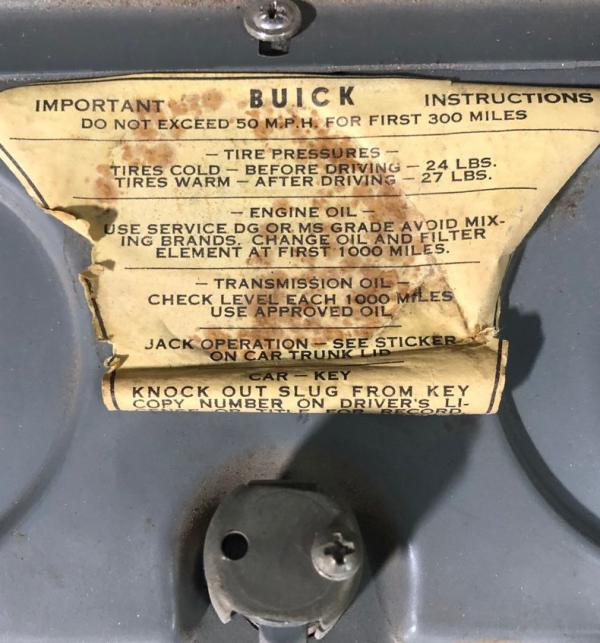 IMPORTANT BUICK INSTRUCTIONS
DO NOT EXCEED 50 M.P.H. FOR FIRST 300 MILES
— TIRE PRESSURES —
TIRES COLD — BEFORE DRIVING — 24 LBS.
TIRES WARM — AFTER DRIVING — 27 LBS.
— ENGINE OIL —
USE SERVICE DG OR MS GRADE AVOID MIX-
ING BRANDS. CHANGE OIL AND FILTER
ELEMENT AT FIRST 1000 MILES.
— TRANSMISSION OIL —
CHECK LEVEL EACH 1000 MILES
USE APPROVED OIL
JACK OPERATION — SEE STICKER
ON CAR TRUNK LID
CAR — KEY
KNOCK OUT SLUG FROM KEY
COPY NUMBER ON DRIVER'S LI-
OR TITLE FOR RECORD